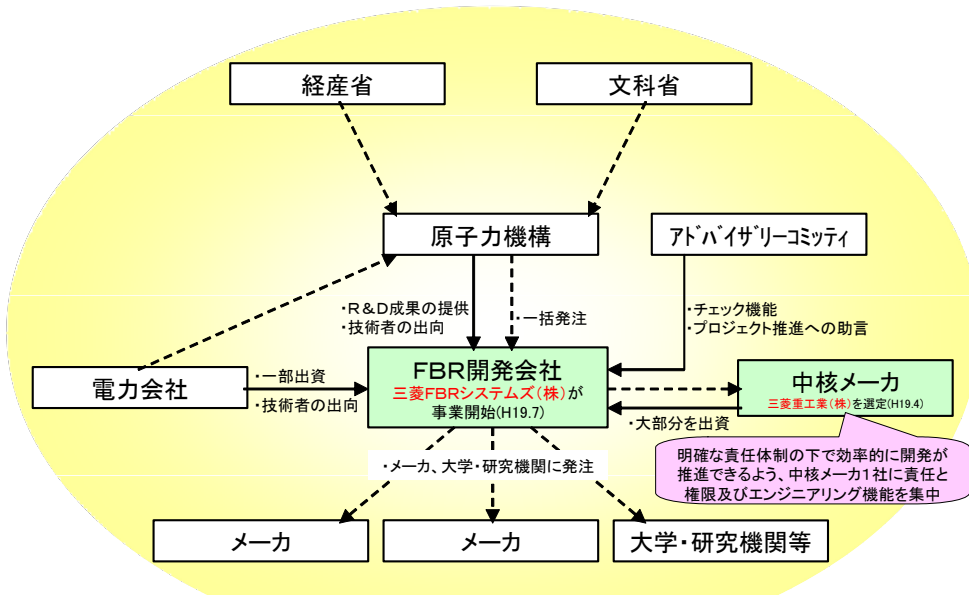 経産省
文科省
原子力機構
ｱﾄﾞﾊﾞｲｻﾞﾘｰコミッティ
・R＆D成果の提供
・技術者の出向
・一括発注
・チェック機能
・プロジェクト推進への助言
電力会社
・一部出資
・技術者の出向
FBR開発会社
三菱FBRシステムズ(株)が
事業開始(H19.7)
中核メーカ
三菱重工業(株)を選定(H19.4)
・大部分を出資
明確な責任体制の下で効率的に開発が
推進できるよう、中核メーカ1社に責任と
権限及びエンジニアリング機能を集中
・メーカ、大学・研究機関に発注
メーカ
メーカ
大学・研究機関等